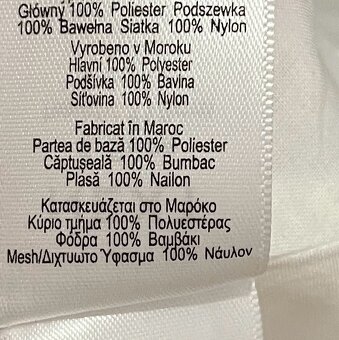 Główny 100% Poliester Podszewka
100% Bawełna Siatka 100% Nylon
Vyrobeno v Moroku
Hlavní 100% Polyester
Podšívka 100% Bavina
Síťovina 100% Nylon
Fabricat în Maroc
Partea de bază 100% Poliester
Căptușeală 100% Bumbac
Plasă 100% Nailon
Κατασκευάζεται στο Μαρόκο
Κύριο τμήμα 100% Πολυεστέρας
Φόδρα 100% Βαμβάκι
Mesh/Διχτυωτο Ύφασμα 100% Νάυλον